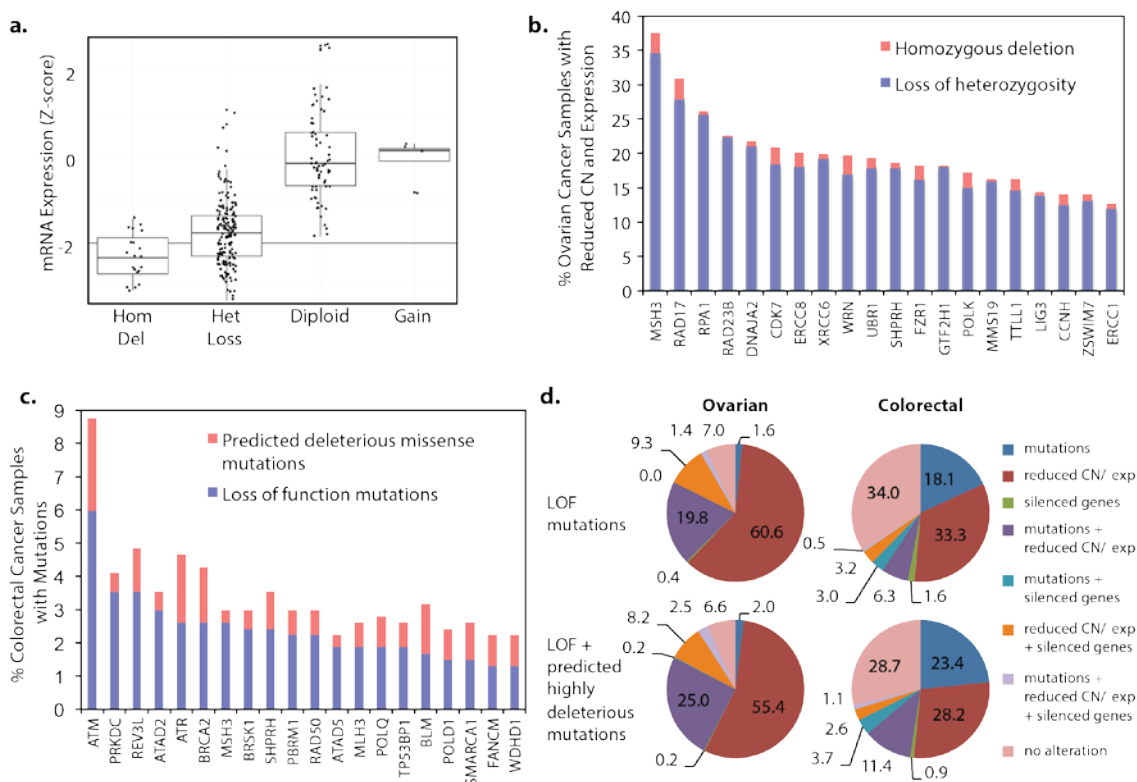 a.
mRNA Expression (Z-score)
2
0
-2
Hom
Del
Het
Loss
Diploid
Gain
b.
% Ovarian Cancer Samples with
Reduced CN and Expression
40
35
30
25
20
15
10
5
0
Homozygous deletion
Loss of heterozygosity
MSH3
RAD17
RPA1
RAD23B
DNAJA2
CDK7
ERCC8
XRCC6
WRN
UBR1
SHPRH
FZR1
GTF2H1
POLK
MMS19
TTLL1
LIG3
CCNH
ZSWIM7
ERCC1
c.
% Colorectal Cancer Samples
with Mutations
9
8
7
6
5
4
3
2
1
0
Predicted deleterious missense
mutations
Loss of function mutations
ATM
PRKDC
REV3L
ATAD2
ATR
BRCA2
MSH3
BRSK1
SHPRH
PBRM1
RAD50
ATAD5
MLH3
POLQ
TP53BP1
BLM
POLD1
SMARCA1
FANCM
WDHD1
d.
Ovarian
Colorectal
LOF
mutations
1.4
7.0
1.6
9.3
0.0
19.8
60.6
0.4
34.0
18.1
33.3
0.5
3.2
3.0
6.3
1.6
LOF +
predicted
highly
deleterious
mutations
2.5
6.6
2.0
8.2
0.2
25.0
55.4
0.2
28.7
23.4
28.2
1.1
2.6
3.7
11.4
0.9
mutations
reduced CN/ exp
silenced genes
mutations +
reduced CN/ exp
mutations +
silenced genes
reduced CN/ exp
+ silenced genes
mutations +
reduced CN/ exp
+ silenced genes
no alteration